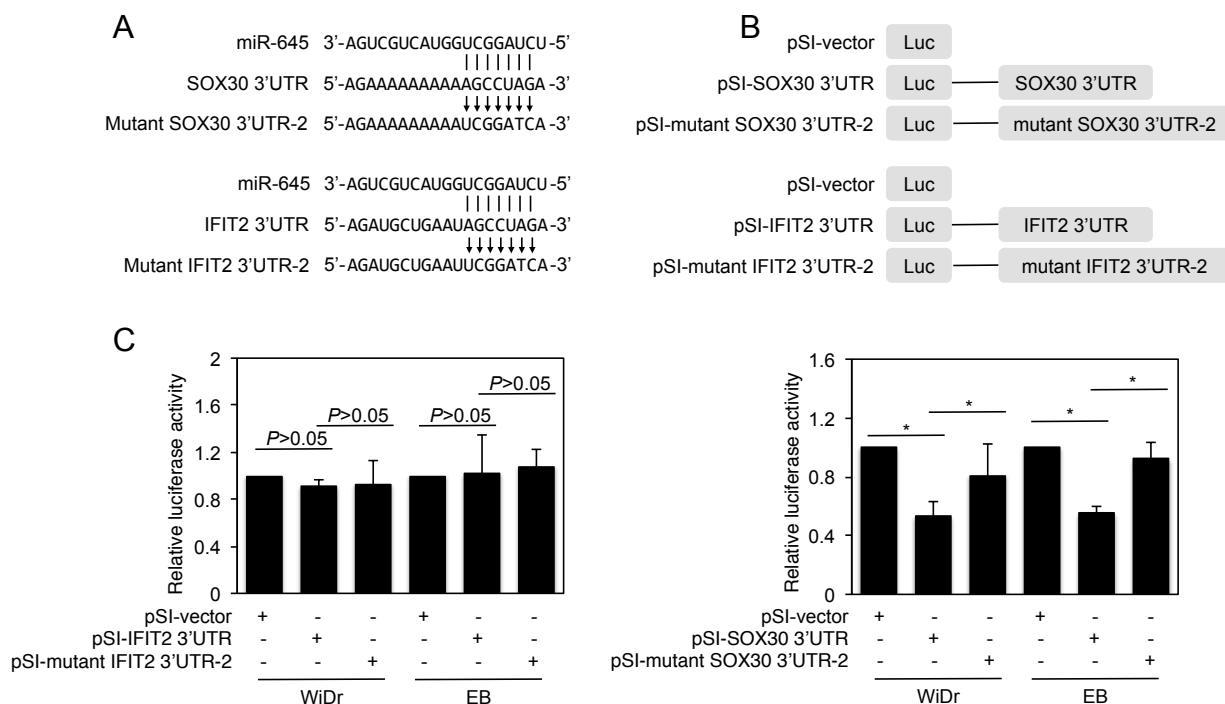 A
miR-645 3’-AGUCGUCAUGGUCGGAUCU-5’
SOX30 3’UTR 5’-AGAAAAAAAAAAGCCUAGA-3’
Mutant SOX30 3’UTR-2 5’-AGAAAAAAAAAUCGGATCA-3’
miR-645 3’-AGUCGUCAUGGUCGGAUCU-5’
IFIT2 3’UTR 5’-AGAUGCUGAAUAGCCUAGA-3’
Mutant IFIT2 3’UTR-2 5’-AGAUGCUGAAUUCGGATCA-3’
B
pSI-vector Luc
pSI-SOX30 3’UTR Luc SOX30 3’UTR
pSI-mutant SOX30 3’UTR-2 Luc mutant SOX30 3’UTR-2
pSI-vector Luc
pSI-IFIT2 3’UTR Luc IFIT2 3’UTR
pSI-mutant IFIT2 3’UTR-2 Luc mutant IFIT2 3’UTR-2
C
Relative luciferase activity
2
1.6
1.2
0.8
0.4
0
P>0.05
P>0.05
P>0.05
P>0.05
pSI-vector + - - + - -
pSI-IFIT2 3’UTR - + - - + -
pSI-mutant IFIT2 3’UTR-2 - - + - - +
WiDr EB
Relative luciferase activity
1.6
1.2
0.8
0.4
0
* * * *
pSI-vector + - - + - -
pSI-SOX30 3’UTR - + - - + -
pSI-mutant SOX30 3’UTR-2 - - + - - +
WiDr EB